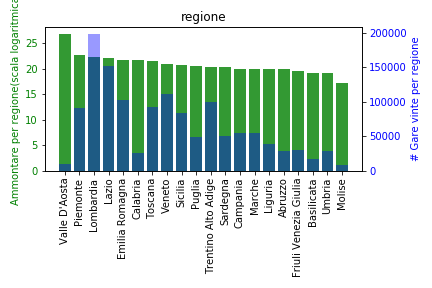 regione
Ammontare per regione(scala logaritmica
25
20
15
10
5
0
200000
150000
100000
50000
0
# Gare vinte per regione
Valle D'Aosta
Piemonte
Lombardia
Lazio
Emilia Romagna
Calabria
Toscana
Veneto
Sicilia
Puglia
Trentino Alto Adige
Sardegna
Campania
Marche
Liguria
Abruzzo
Friuli Venezia Giulia
Basilicata
Umbria
Molise